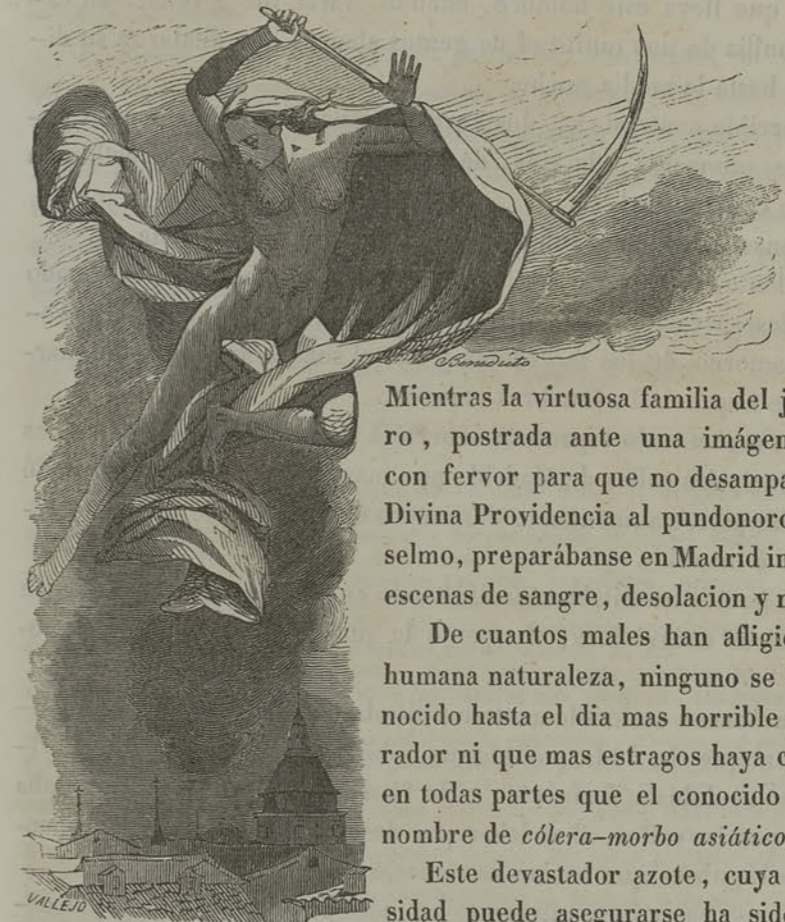 Benedicto
Mientras la virtuosa familia del j
ro , postrada ante una imágen
con fervor para que no desampa
Divina Providencia al pundonoro
selmo, preparábanse en Madrid in
escenas de sangre, desolacion y
De cuantos males han afligi
humana naturaleza, ninguno se
nocido hasta el dia mas horrible
rador ni que mas estragos haya
en todas partes que el conocido
nombre de cólera-morbo asiático
Este devastador azote, cuya
sidad puede asegurarse ha sid
VALLEJO